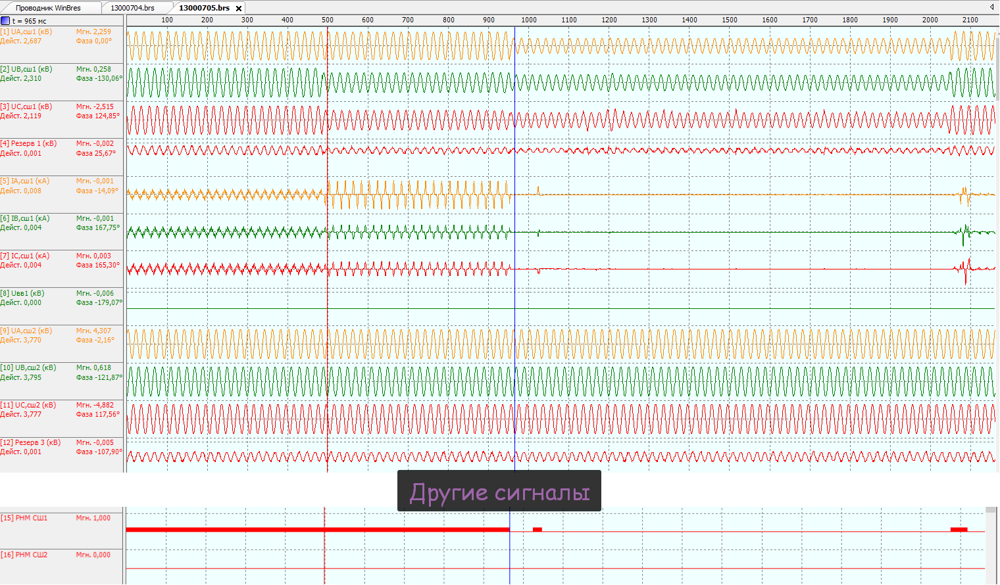 Проводник WinBres 13000704.brs 13000705.brs
t = 965 мс 100 200 300 400 500 600 700 800 900 1000 1100 1200 1300 1400 1500 1600 1700 1800 1900 2000 2100
[1] UA,сш1 (кВ) Мгн. 2,259
Дейст. 2,687 Фаза 0,00°
[2] UB,сш1 (кВ) Мгн. 0,258
Дейст. 2,310 Фаза -130,06°
[3] UC,сш1 (кВ) Мгн. -2,515
Дейст. 2,119 Фаза 124,85°
[4] Резерв 1 (кВ) Мгн. -0,002
Дейст. 0,001 Фаза 25,67°
[5] IA,сш1 (кА) Мгн. -0,001
Дейст. 0,008 Фаза -14,09°
[6] IB,сш1 (кА) Мгн. -0,001
Дейст. 0,004 Фаза 167,75°
[7] IC,сш1 (кА) Мгн. 0,003
Дейст. 0,004 Фаза 165,30°
[8] Uвв1 (кВ) Мгн. -0,006
Дейст. 0,000 Фаза -179,07°
[9] UA,сш2 (кВ) Мгн. 4,307
Дейст. 3,770 Фаза -2,16°
[10] UB,сш2 (кВ) Мгн. 0,618
Дейст. 3,795 Фаза -121,87°
[11] UC,сш2 (кВ) Мгн. -4,882
Дейст. 3,777 Фаза 117,56°
[12] Резерв 3 (кВ) Мгн. -0,005
Дейст. 0,001 Фаза -107,90°
Другие сигналы
[15] РНМ СШ1 Мгн. 1,000
[16] РНМ СШ2 Мгн. 0,000